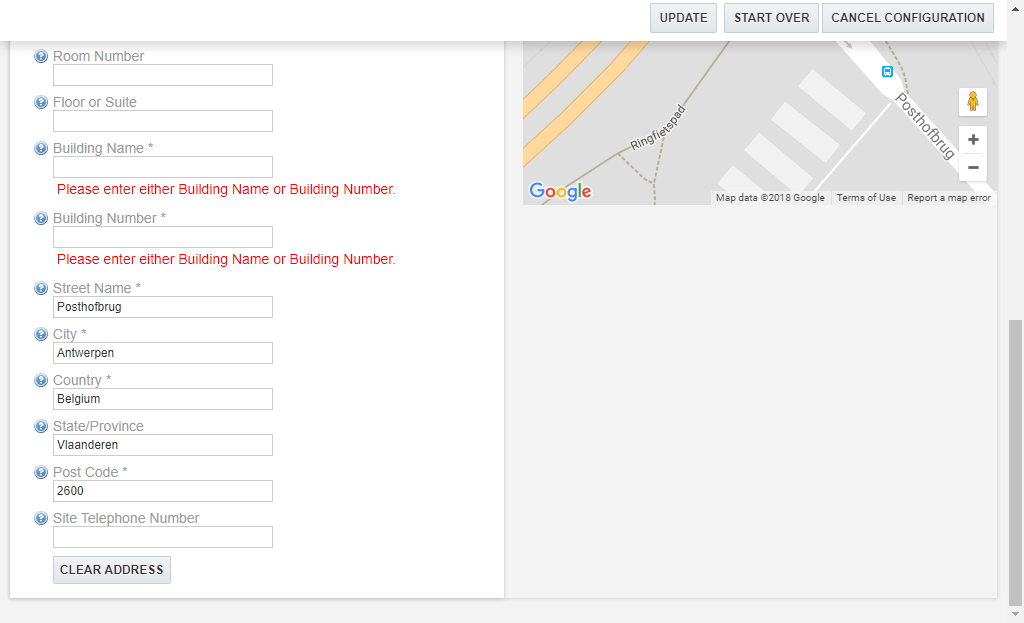 UPDATE
START OVER
CANCEL CONFIGURATION
Room Number
Floor or Suite
Building Name *
Please enter either Building Name or Building Number.
Building Number *
Please enter either Building Name or Building Number.
Street Name *
Posthofbrug
City *
Antwerpen
Country *
Belgium
State/Province
Vlaanderen
Post Code *
2600
Site Telephone Number
CLEAR ADDRESS
Ringfietspad
Posthofbrug
Google
Map data ©2018 Google
Terms of Use
Report a map error